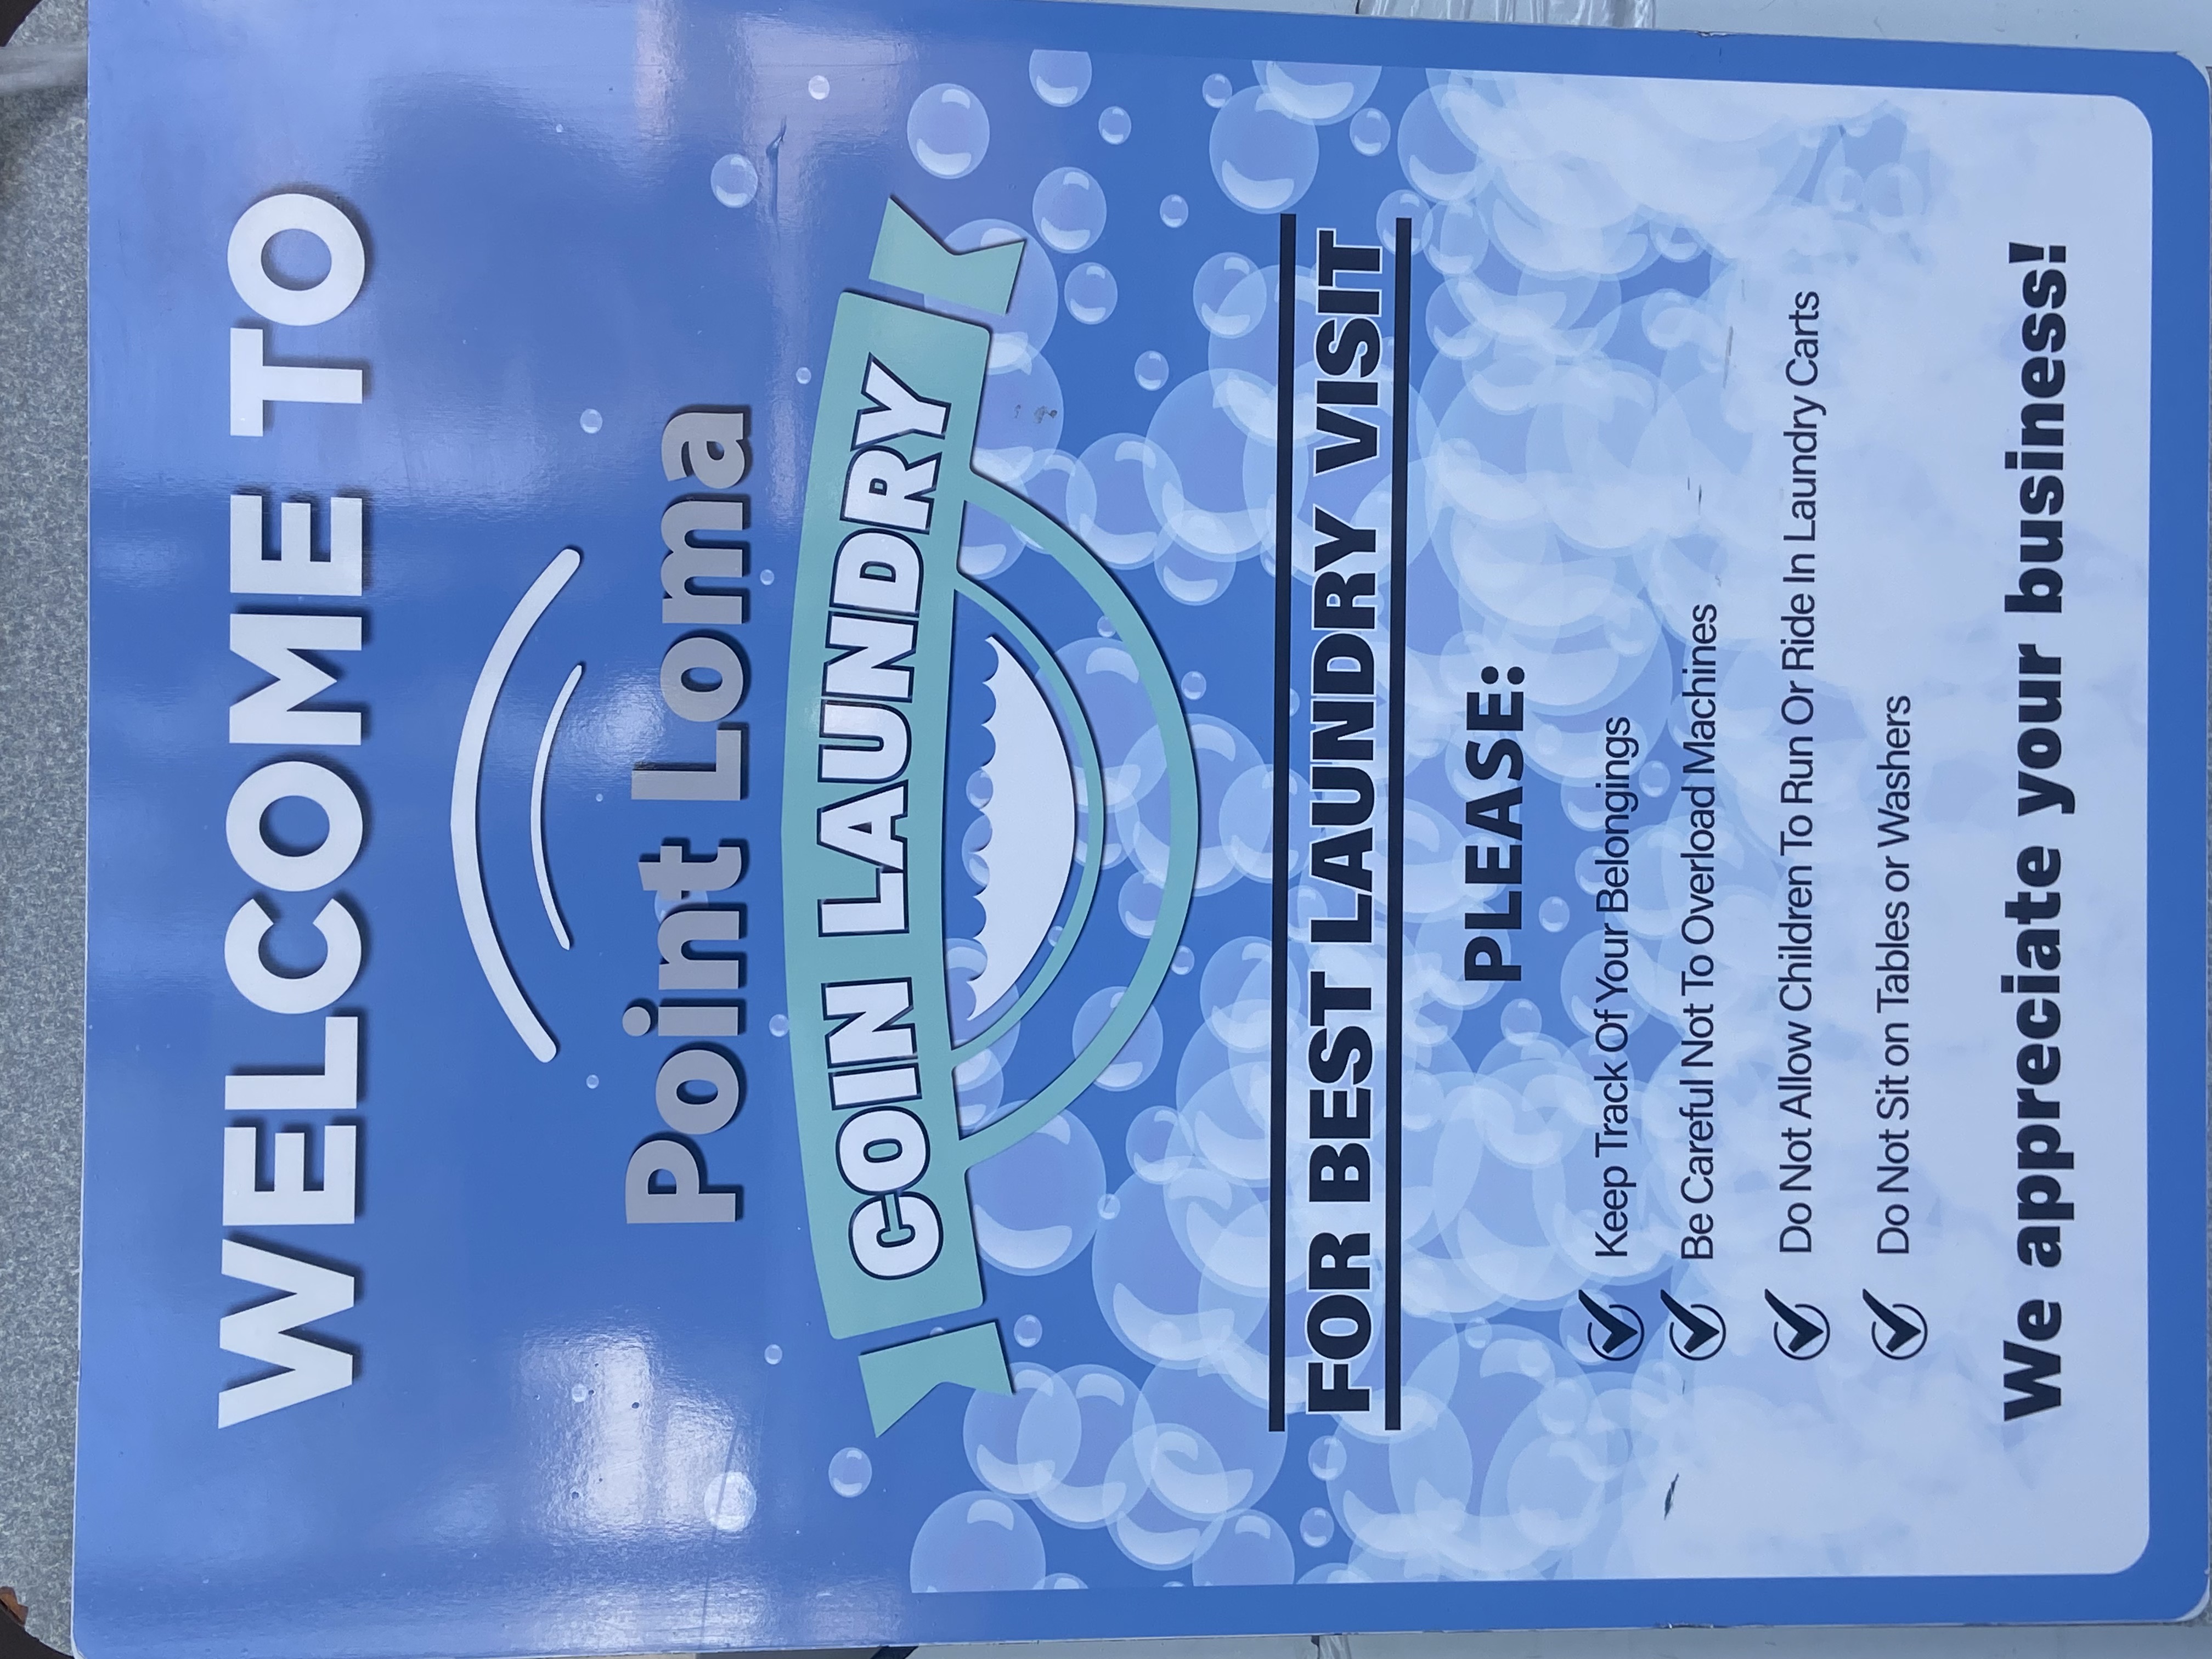 WELCOME TO
Point Loma
COIN LAUNDRY
FOR BEST LAUNDRY VISIT
PLEASE:
Keep Track Of Your Belongings
Be Careful Not To Overload Machines
Do Not Allow Children To Run Or Ride In Laundry Carts
Do Not Sit on Tables or Washers
We appreciate your business!